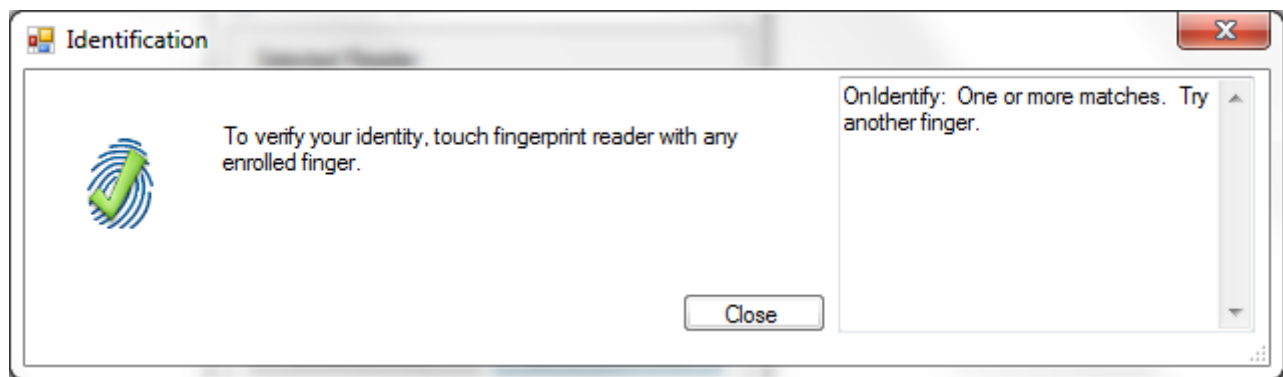 Identification
To verify your identity, touch fingerprint reader with any
enrolled finger.
OnIdentify:  One or more matches.  Try
another finger.
Close